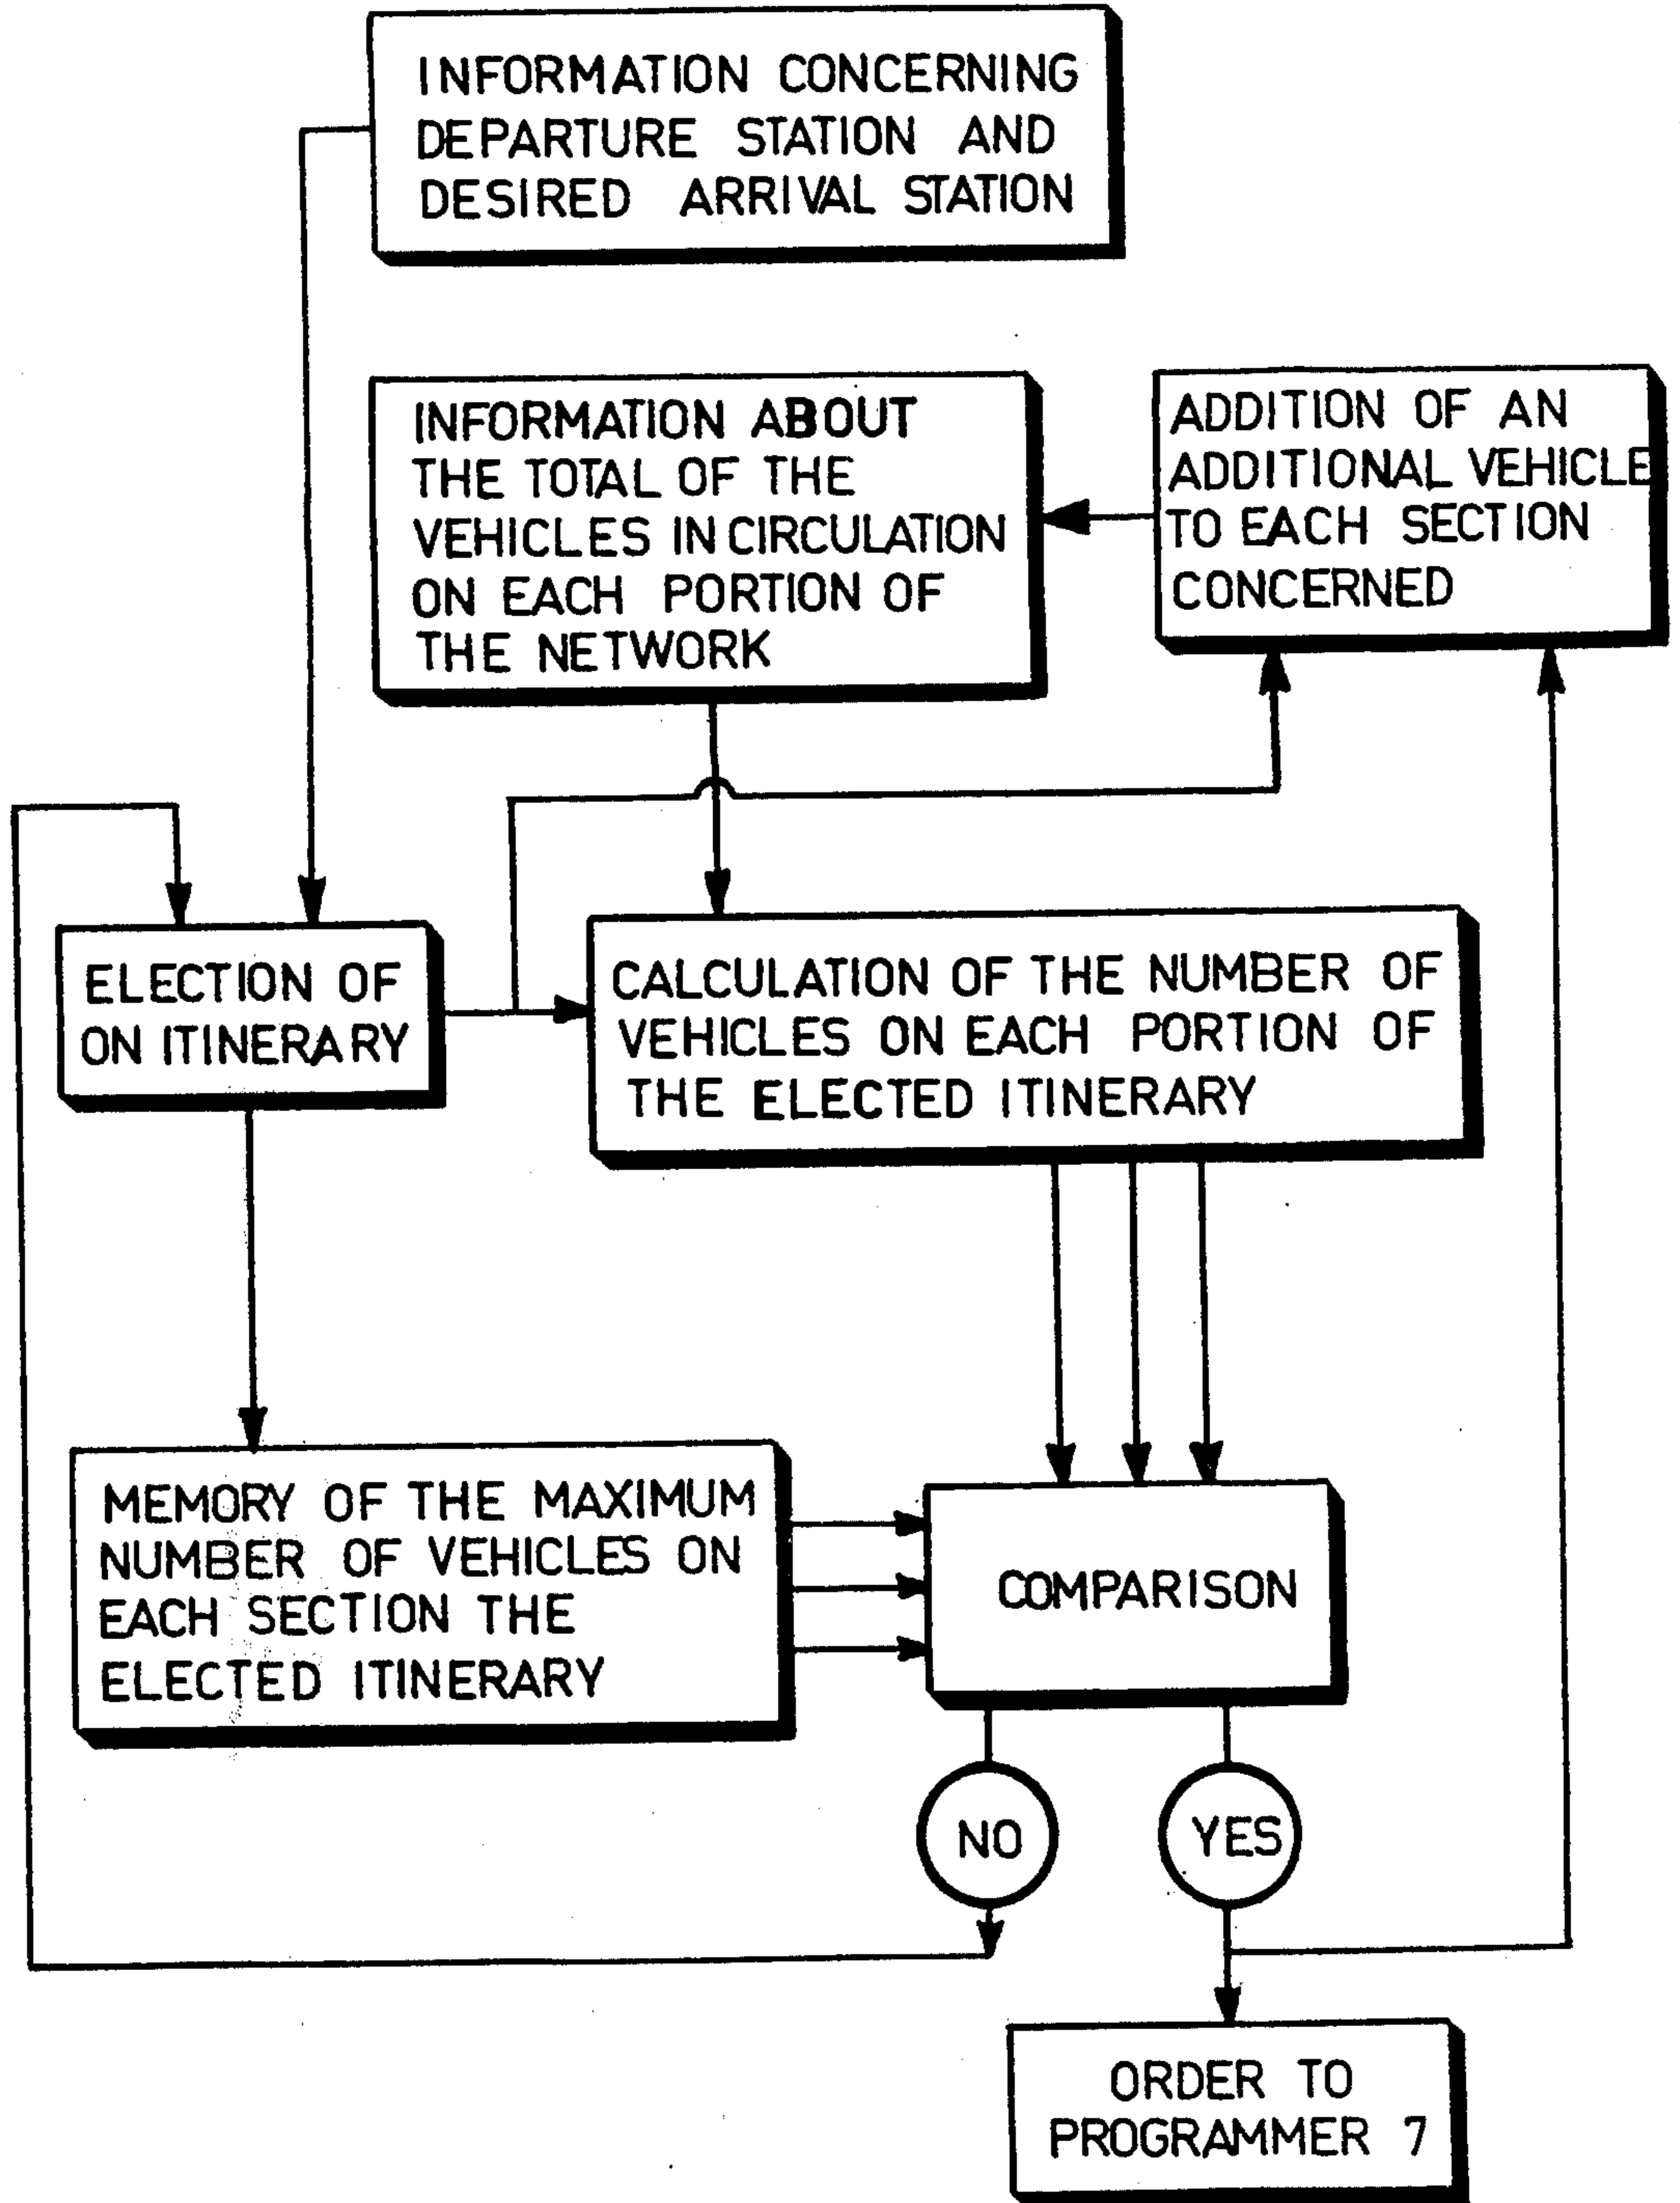 INFORMATION CONCERNING
DEPARTURE STATION AND
DESIRED ARRIVAL STATION
INFORMATION ABOUT
THE TOTAL OF THE
VEHICLES IN CIRCULATION
ON EACH PORTION OF
THE NETWORK
ADDITION OF AN
ADDITIONAL VEHICLE
TO EACH SECTION
CONCERNED
ELECTION OF
ON ITINERARY
CALCULATION OF THE NUMBER OF
VEHICLES ON EACH PORTION OF
THE ELECTED ITINERARY
MEMORY OF THE MAXIMUM
NUMBER OF VEHICLES ON
EACH SECTION THE
ELECTED ITINERARY
COMPARISON
NO
YES
ORDER TO
PROGRAMMER 7